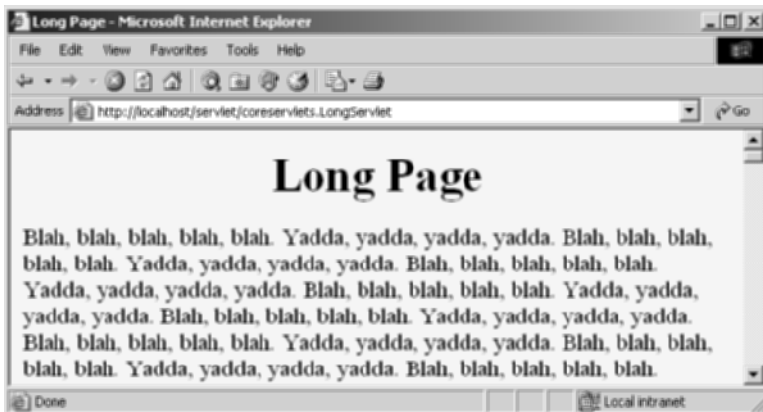 Long Page - Microsoft Internet Explorer
File Edit View Favorites Tools Help
Address http://localhost/servlet/coreservlets.LongServlet Go
Long Page
Blah, blah, blah, blah, blah. Yadda, yadda, yadda, yadda. Blah, blah, blah,
blah, blah. Yadda, yadda, yadda, yadda. Blah, blah, blah, blah, blah.
Yadda, yadda, yadda, yadda. Blah, blah, blah, blah, blah. Yadda, yadda,
yadda, yadda. Blah, blah, blah, blah, blah. Yadda, yadda, yadda, yadda.
Blah, blah, blah, blah, blah. Yadda, yadda, yadda, yadda. Blah, blah, blah,
blah, blah. Yadda, yadda, yadda, yadda. Blah, blah, blah, blah, blah.
Done Local intranet